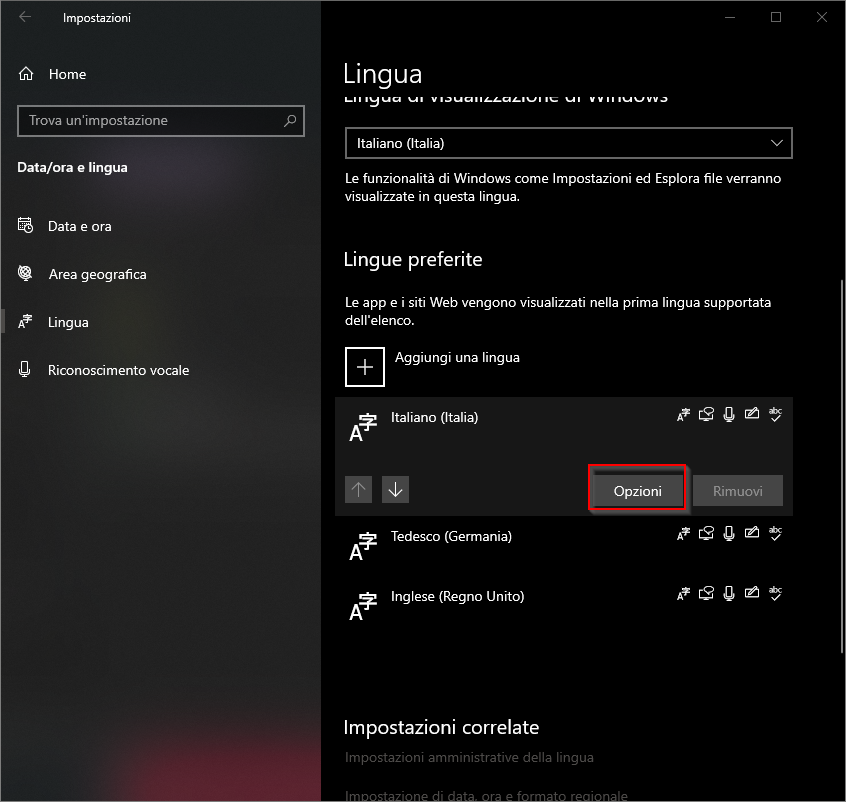 Impostazioni
Home
Trova un'impostazione
Data/ora e lingua
Data e ora
Area geografica
Lingua
Riconoscimento vocale
Lingua
Lingua di visualizzazione di Windows
Italiano (Italia)
Le funzionalità di Windows come Impostazioni ed Esplora file verranno
visualizzate in questa lingua.
Lingue preferite
Le app e i siti Web vengono visualizzati nella prima lingua supportata
dell'elenco.
Aggiungi una lingua
Italiano (Italia)
Opzioni
Rimuovi
Tedesco (Germania)
Inglese (Regno Unito)
Impostazioni correlate
Impostazioni amministrative della lingua
Impostazione di data, ora e formato regionale